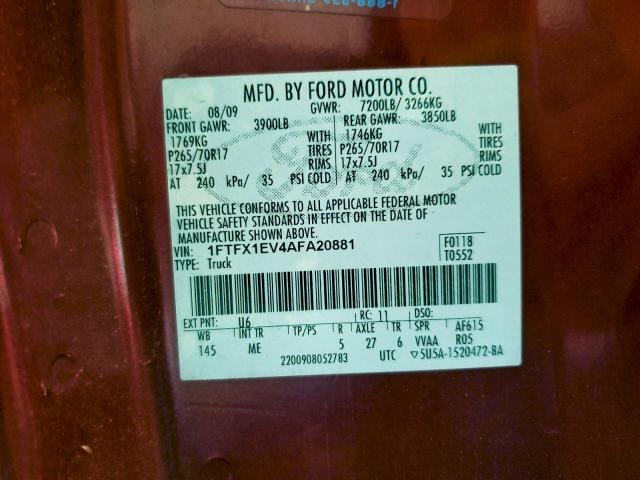 MFD. BY FORD MOTOR CO.
DATE: 08/09 GVWR: 7200LB/ 3266KG
FRONT GAWR: 3900LB REAR GAWR: 3850LB
1769KG WITH 1746KG WITH
P265/70R17 TIRES P265/70R17 TIRES
17x7.5J RIMS 17x7.5J RIMS
AT 240 kPa/ 35 PSI COLD AT 240 kPa/ 35 PSI COLD
Ford
THIS VEHICLE CONFORMS TO ALL APPLICABLE FEDERAL MOTOR
VEHICLE SAFETY STANDARDS IN EFFECT ON THE DATE OF
MANUFACTURE SHOWN ABOVE.
VIN: 1FTFX1EV4AFA20881 F0118
TYPE: Truck T0552
EXT PNT: U6 RC: 11 DSO:
WB INT TR TP/PS R AXLE TR SPR AF615
145 ME 5 27 6 VVAA R05
2200908052783 UTC ▽5U5A-1520472-BA